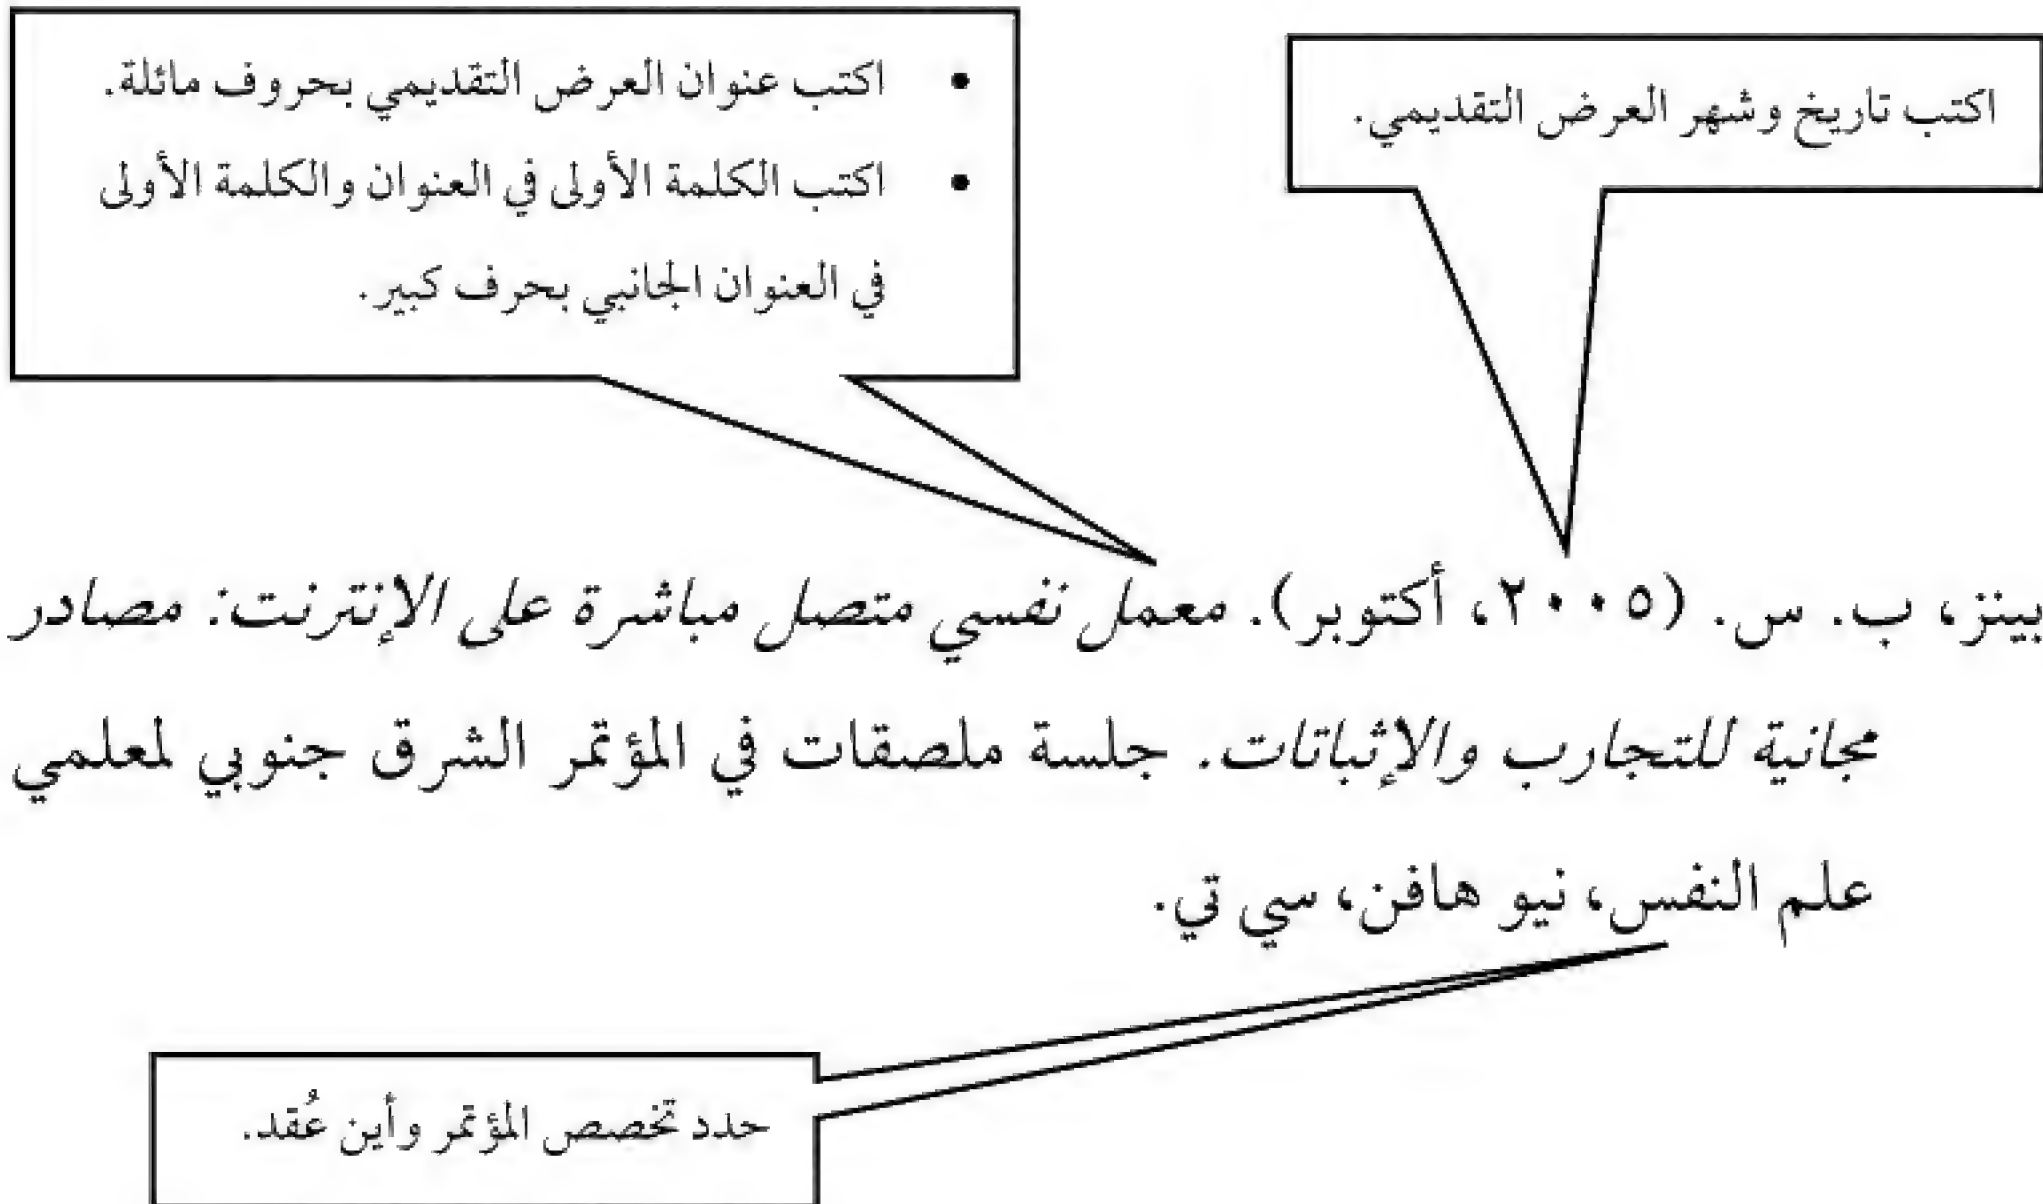 اكتب تاريخ وشهر العرض التقديمي.
• اكتب عنوان العرض التقديمي بحروف مائلة.
• اكتب الكلمة الأولى في العنوان والكلمة الأولى
في العنوان الجانبي بحرف كبير.
بينز، ب. س. (٢٠٠٥، أكتوبر). معمل نفسي متصل مباشرة على الإنترنت: مصادر
مجانية للتجارب والإثباتات. جلسة ملصقات في المؤتمر الشرق جنوبي لمعلمي
علم النفس، نيو هافن، سي تي.
حدد تخصص المؤتمر وأين عُقد.